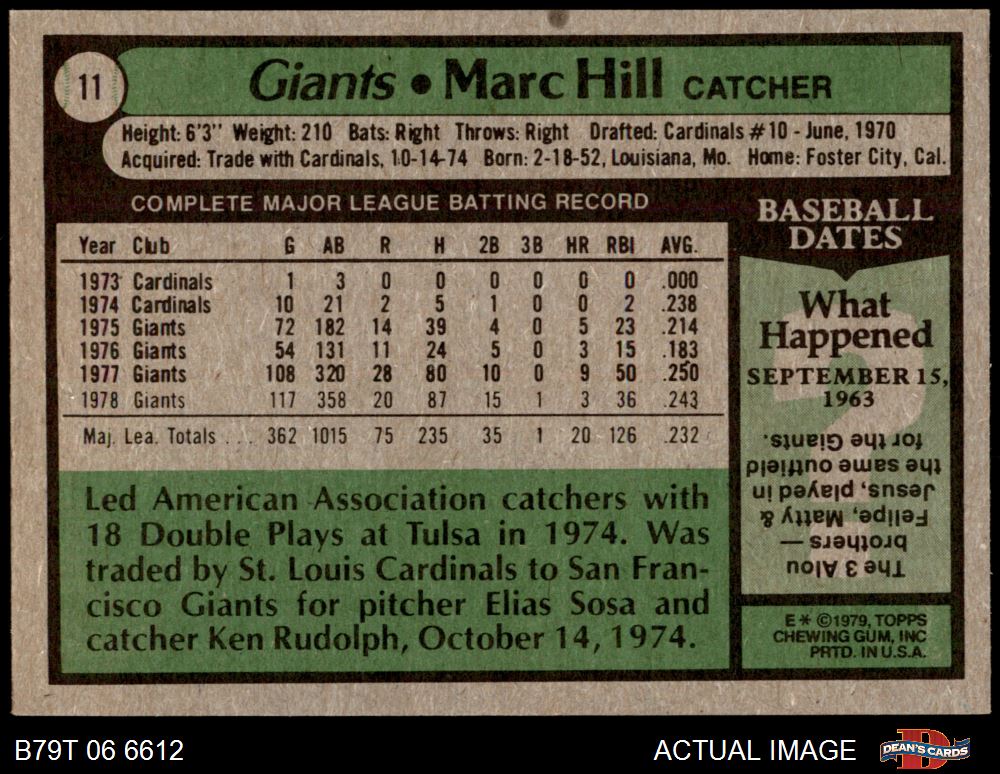 11
Giants • Marc Hill CATCHER
Height: 6'3" Weight: 210 Bats: Right Throws: Right Drafted: Cardinals #10 - June, 1970
Acquired: Trade with Cardinals, 10-14-74 Born: 2-18-52, Louisiana, Mo. Home: Foster City, Cal.
COMPLETE MAJOR LEAGUE BATTING RECORD
Year Club G AB R H 2B 3B HR RBI AVG.
1973 Cardinals 1 3 0 0 0 0 0 0 .000
1974 Cardinals 10 21 2 5 1 0 0 2 .238
1975 Giants 72 182 14 39 4 0 5 23 .214
1976 Giants 54 131 11 24 5 0 3 15 .183
1977 Giants 108 320 28 80 10 0 9 50 .250
1978 Giants 117 358 20 87 15 1 3 36 .243
Maj. Lea. Totals . . . 362 1015 75 235 35 1 20 126 .232
Led American Association catchers with
18 Double Plays at Tulsa in 1974. Was
traded by St. Louis Cardinals to San Fran-
cisco Giants for pitcher Elias Sosa and
catcher Ken Rudolph, October 14, 1974.
BASEBALL
DATES
What
Happened
SEPTEMBER 15,
1963
The 3 Alou
brothers —
Felipe, Matty &
Jesus, played in
the same outfield
for the Giants.
E* ©1979, TOPPS
CHEWING GUM, INC
PRTD. IN U.S.A.
B79T 06 6612
ACTUAL IMAGE
DEAN'S CARDS